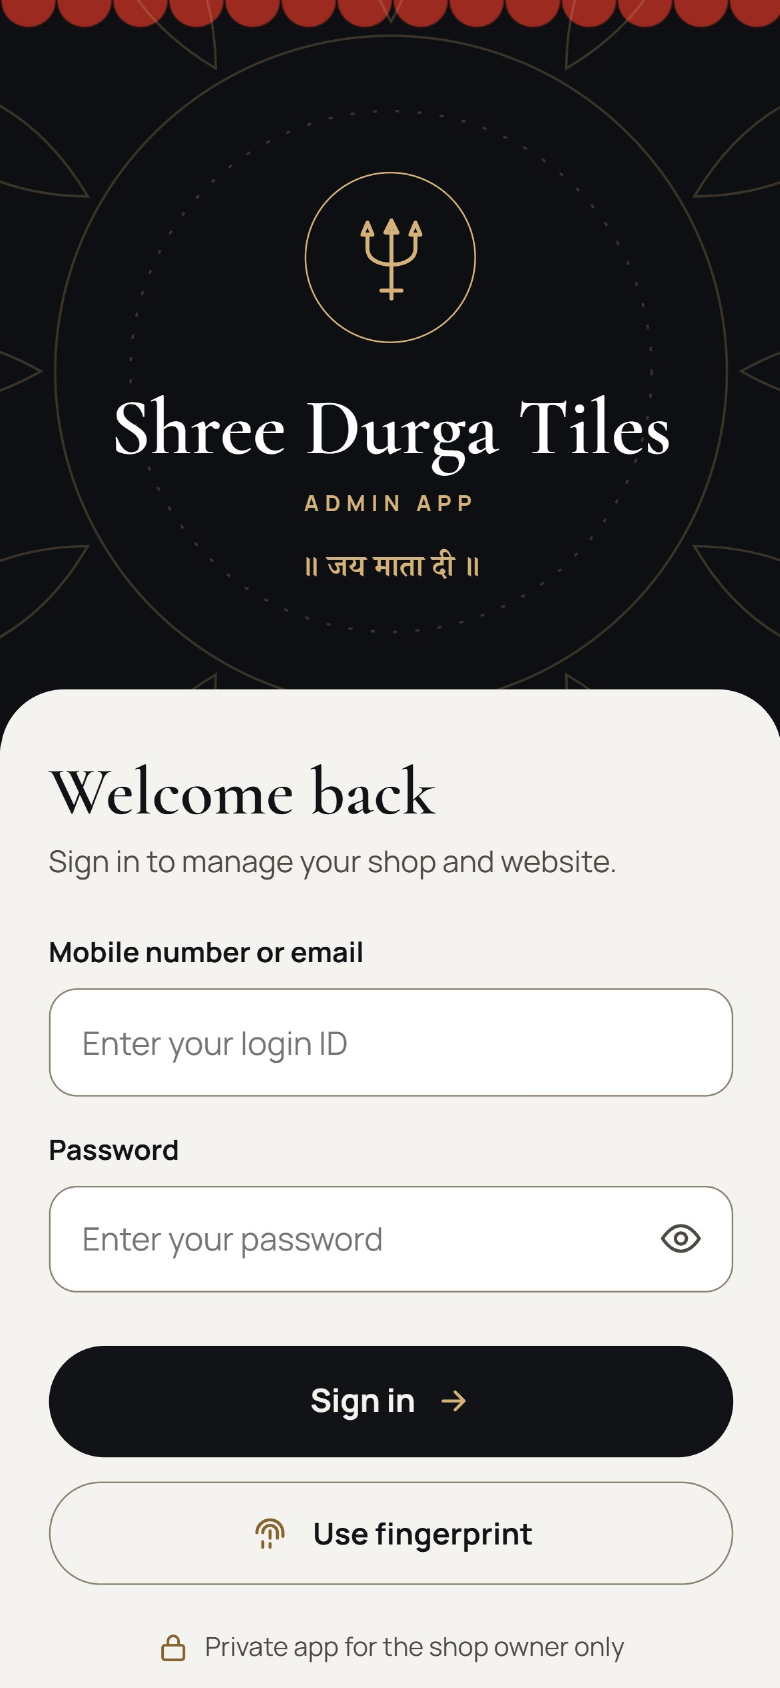 Shree Durga Tiles
ADMIN APP
॥ जय माता दी ॥
Welcome back
Sign in to manage your shop and website.
Mobile number or email
Enter your login ID
Password
Enter your password
Sign in →
Use fingerprint
Private app for the shop owner only